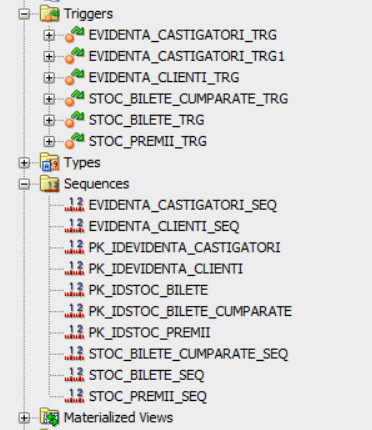 Triggers
EVIDENTA_CASTIGATORI_TRG
EVIDENTA_CASTIGATORI_TRG1
EVIDENTA_CLIENTI_TRG
STOC_BILETE_CUMPARATE_TRG
STOC_BILETE_TRG
STOC_PREMII_TRG
Types
Sequences
EVIDENTA_CASTIGATORI_SEQ
EVIDENTA_CLIENTI_SEQ
PK_IDEVIDENTA_CASTIGATORI
PK_IDEVIDENTA_CLIENTI
PK_IDSTOC_BILETE
PK_IDSTOC_BILETE_CUMPARATE
PK_IDSTOC_PREMII
STOC_BILETE_CUMPARATE_SEQ
STOC_BILETE_SEQ
STOC_PREMII_SEQ
Materialized Views